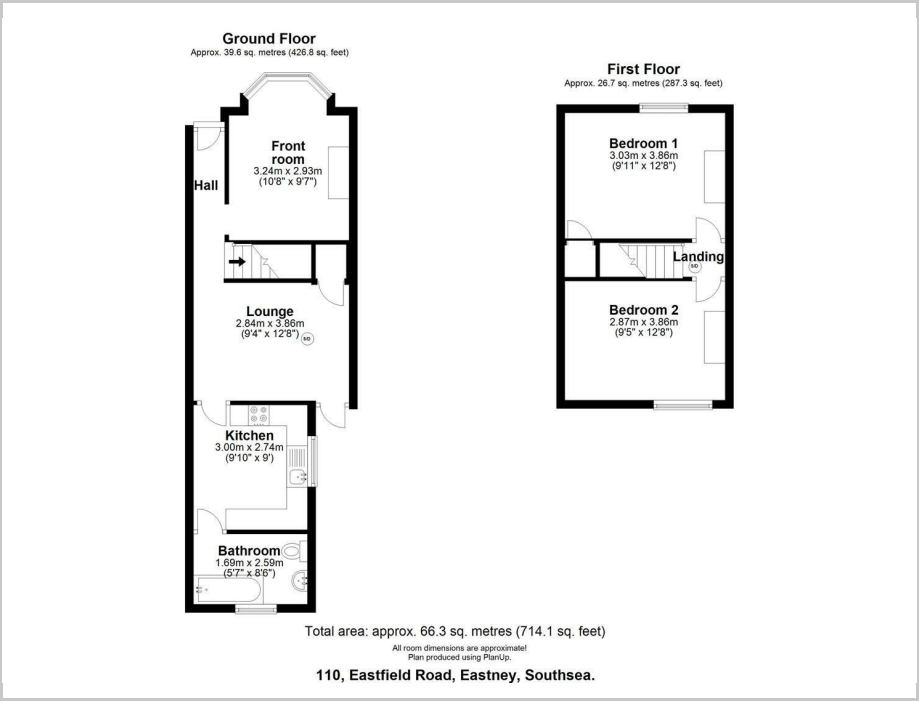 Ground Floor
Approx. 39.6 sq. metres (426.8 sq. feet)
Front
room
3.24m x 2.93m
(10'8" x 9'7")
Hall
Lounge
2.84m x 3.86m
(9'4" x 12'8")
S/D
Kitchen
3.00m x 2.74m
(9'10" x 9')
Bathroom
1.69m x 2.59m
(5'7" x 8'6")
First Floor
Approx. 26.7 sq. metres (287.3 sq. feet)
Bedroom 1
3.03m x 3.86m
(9'11" x 12'8")
Landing
S/D
Bedroom 2
2.87m x 3.86m
(9'5" x 12'8")
Total area: approx. 66.3 sq. metres (714.1 sq. feet)
All room dimensions are approximate!
Plan produced using PlanUp.
110, Eastfield Road, Eastney, Southsea.